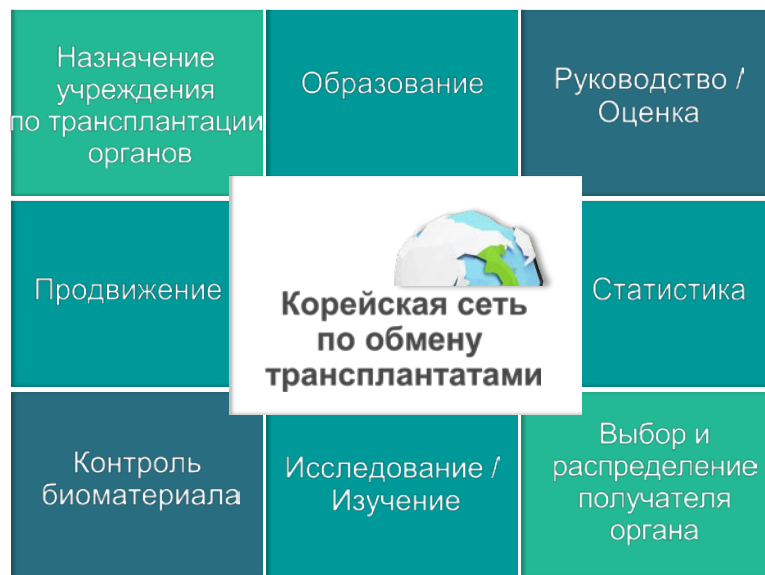 Назначение
учреждения
по трансплантации
органов
Образование
Руководство /
Оценка
Продвижение
Корейская сеть
по обмену
трансплантатами
Статистика
Контроль
биоматериала
Исследование /
Изучение
Выбор и
распределение
получателя
органа